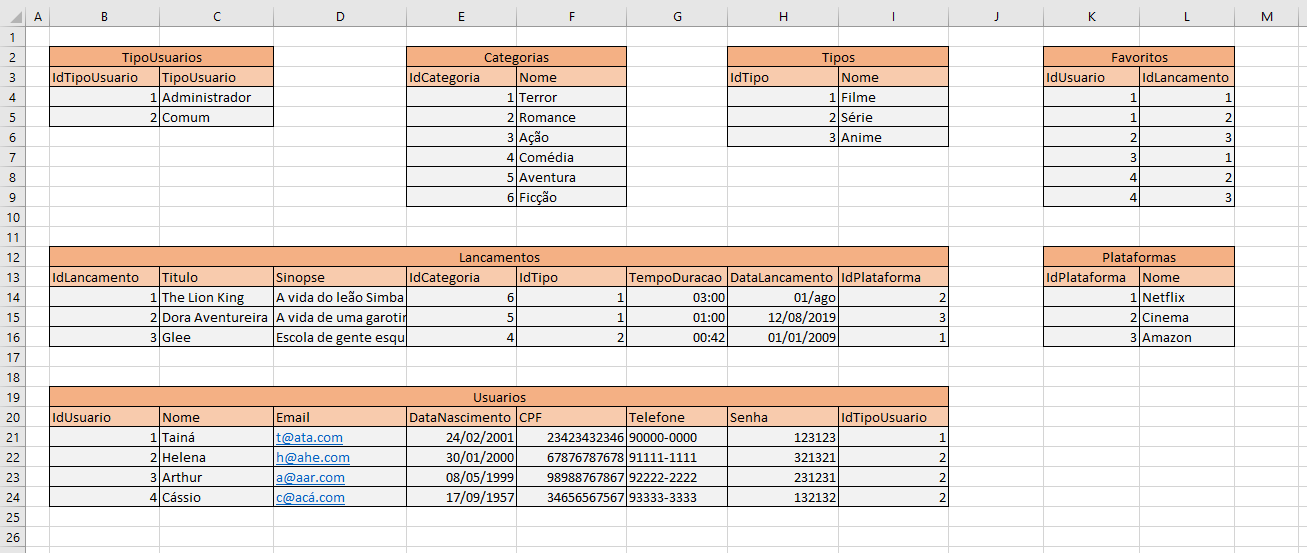 A B C D E F G H I J K L M
1
2 TipoUsuarios Categorias Tipos Favoritos
3 IdTipoUsuario TipoUsuario IdCategoria Nome IdTipo Nome IdUsuario IdLancamento
4 1 Administrador 1 Terror 1 Filme 1 1
5 2 Comum 2 Romance 2 Série 1 2
6 3 Ação 3 Anime 2 3
7 4 Comédia 3 1
8 5 Aventura 4 2
9 6 Ficção 4 3
10
11
12 Lancamentos Plataformas
13 IdLancamento Titulo Sinopse IdCategoria IdTipo TempoDuracao DataLancamento IdPlataforma IdPlataforma Nome
14 1 The Lion King A vida do leão Simba 6 1 03:00 01/ago 2 1 Netflix
15 2 Dora Aventureira A vida de uma garotin 5 1 01:00 12/08/2019 3 2 Cinema
16 3 Glee Escola de gente esqu 4 2 00:42 01/01/2009 1 3 Amazon
17
18
19 Usuarios
20 IdUsuario Nome Email DataNascimento CPF Telefone Senha IdTipoUsuario
21 1 Tainá t@ata.com 24/02/2001 23423432346 90000-0000 123123 1
22 2 Helena h@ahe.com 30/01/2000 67876787678 91111-1111 321321 2
23 3 Arthur a@aar.com 08/05/1999 98988767867 92222-2222 231231 2
24 4 Cássio c@acá.com 17/09/1957 34656567567 93333-3333 132132 2
25
26